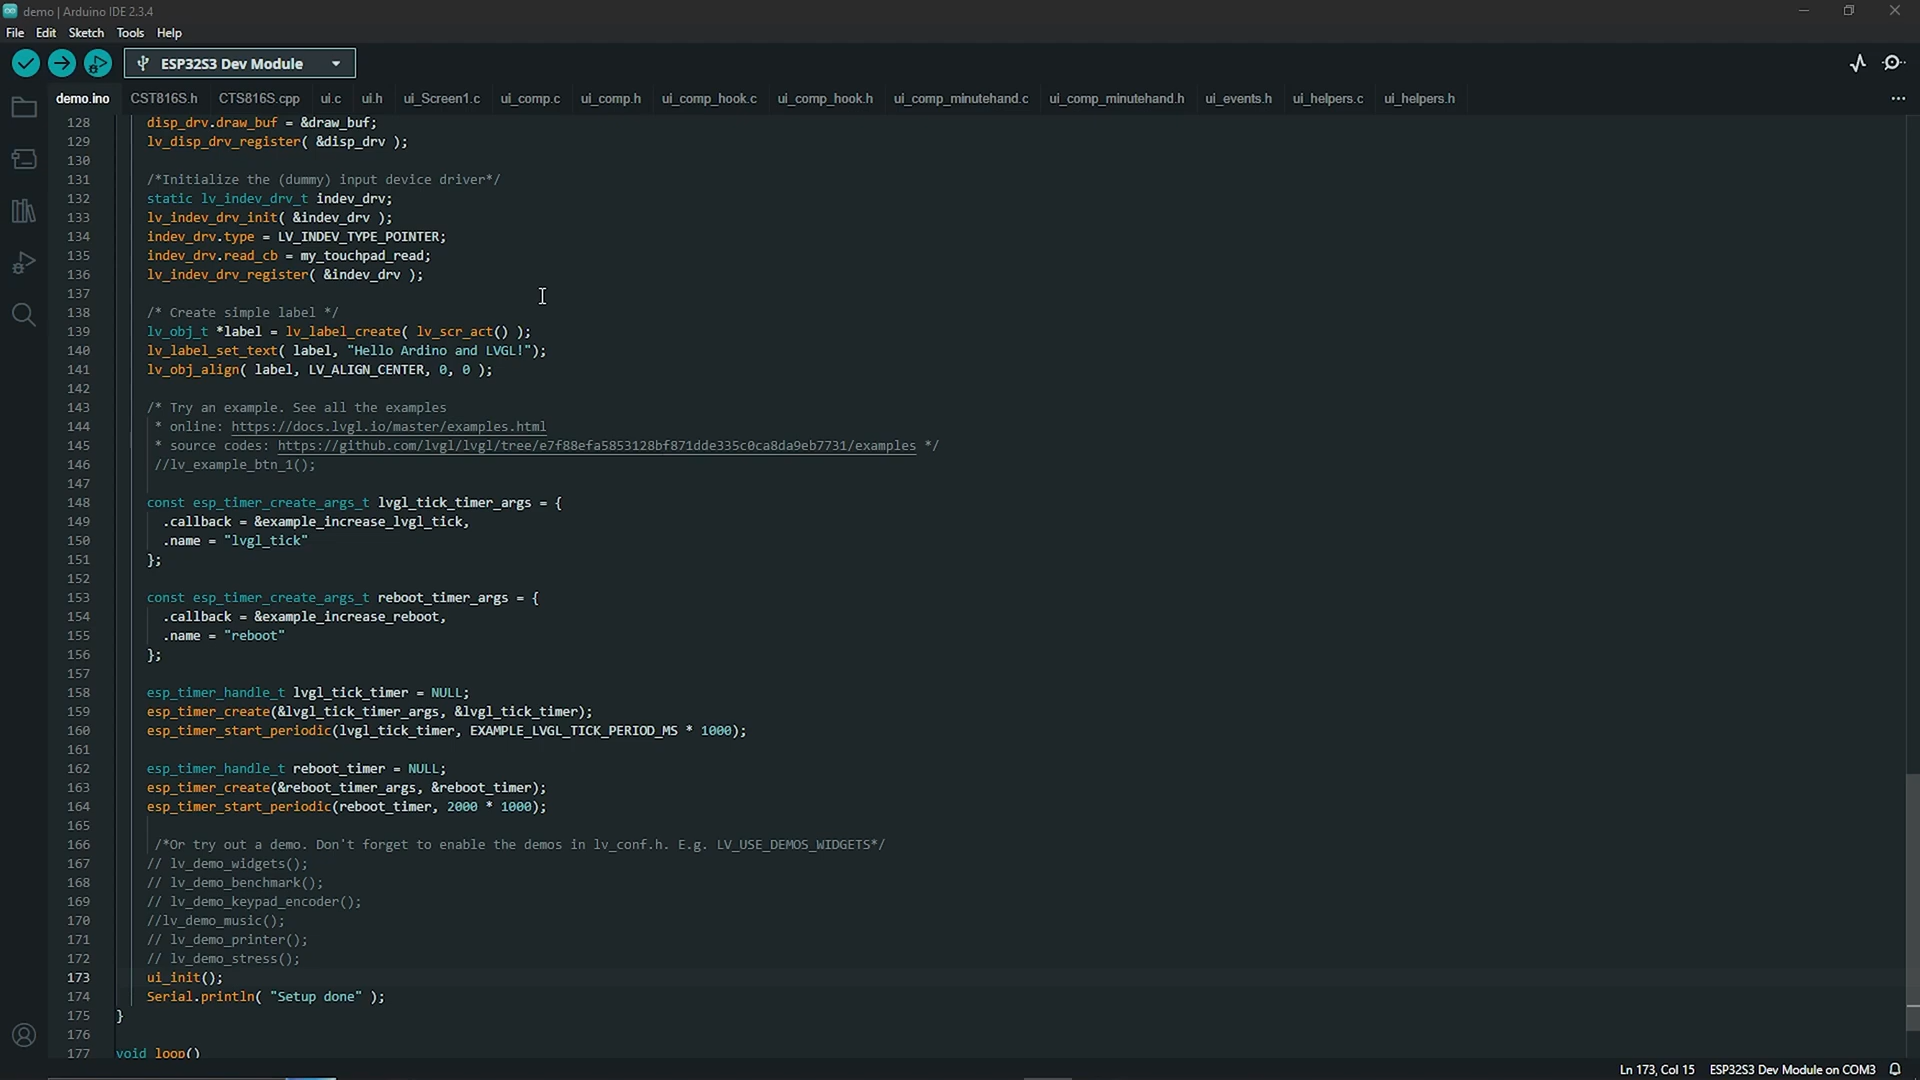 demo | Arduino IDE 2.3.4
File Edit Sketch Tools Help
ESP32S3 Dev Module
demo.ino CST816S.h CTS816S.cpp ui.c ui.h ui_Screen1.c ui_comp.c ui_comp.h ui_comp_hook.c ui_comp_hook.h ui_comp_minutehand.c ui_comp_minutehand.h ui_events.h ui_helpers.c ui_helpers.h
128 disp_drv.draw_buf = &draw_buf;
129 lv_disp_drv_register( &disp_drv );
130
131 /*Initialize the (dummy) input device driver*/
132 static lv_indev_drv_t indev_drv;
133 lv_indev_drv_init( &indev_drv );
134 indev_drv.type = LV_INDEV_TYPE_POINTER;
135 indev_drv.read_cb = my_touchpad_read;
136 lv_indev_drv_register( &indev_drv );
137
138 /* Create simple label */
139 lv_obj_t *label = lv_label_create( lv_scr_act() );
140 lv_label_set_text( label, "Hello Ardino and LVGL!");
141 lv_obj_align( label, LV_ALIGN_CENTER, 0, 0 );
142
143 /* Try an example. See all the examples
144 * online: https://docs.lvgl.io/master/examples.html
145 * source codes: https://github.com/lvgl/lvgl/tree/e7f88efa5853128bf871dde335c0ca8da9eb7731/examples */
146 //lv_example_btn_1();
147
148 const esp_timer_create_args_t lvgl_tick_timer_args = {
149 .callback = &example_increase_lvgl_tick,
150 .name = "lvgl_tick"
151 };
152
153 const esp_timer_create_args_t reboot_timer_args = {
154 .callback = &example_increase_reboot,
155 .name = "reboot"
156 };
157
158 esp_timer_handle_t lvgl_tick_timer = NULL;
159 esp_timer_create(&lvgl_tick_timer_args, &lvgl_tick_timer);
160 esp_timer_start_periodic(lvgl_tick_timer, EXAMPLE_LVGL_TICK_PERIOD_MS * 1000);
161
162 esp_timer_handle_t reboot_timer = NULL;
163 esp_timer_create(&reboot_timer_args, &reboot_timer);
164 esp_timer_start_periodic(reboot_timer, 2000 * 1000);
165
166 /*Or try out a demo. Don't forget to enable the demos in lv_conf.h. E.g. LV_USE_DEMOS_WIDGETS*/
167 // lv_demo_widgets();
168 // lv_demo_benchmark();
169 // lv_demo_keypad_encoder();
170 //lv_demo_music();
171 // lv_demo_printer();
172 // lv_demo_stress();
173 ui_init();
174 Serial.println( "Setup done" );
175 }
176
177 void loop()
Ln 173, Col 15 ESP32S3 Dev Module on COM3